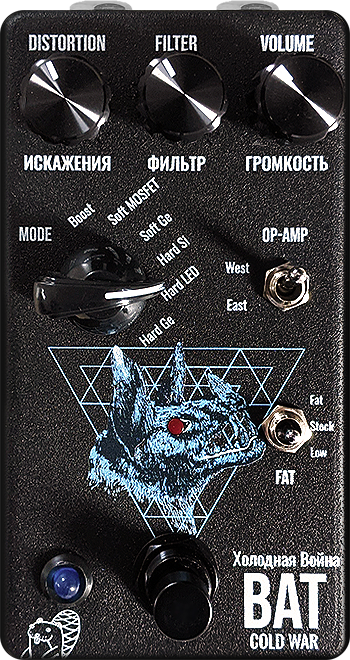 DISTORTION FILTER VOLUME
ИСКАЖЕНИЯ ФИЛЬТР ГРОМКОСТЬ
MODE
Boost
Soft MOSFET
Soft Ge
Hard SI
Hard LED
Hard Ge
OP-AMP
West
East
Fat
Stock
Low
FAT
Холодная Война
BAT
COLD WAR